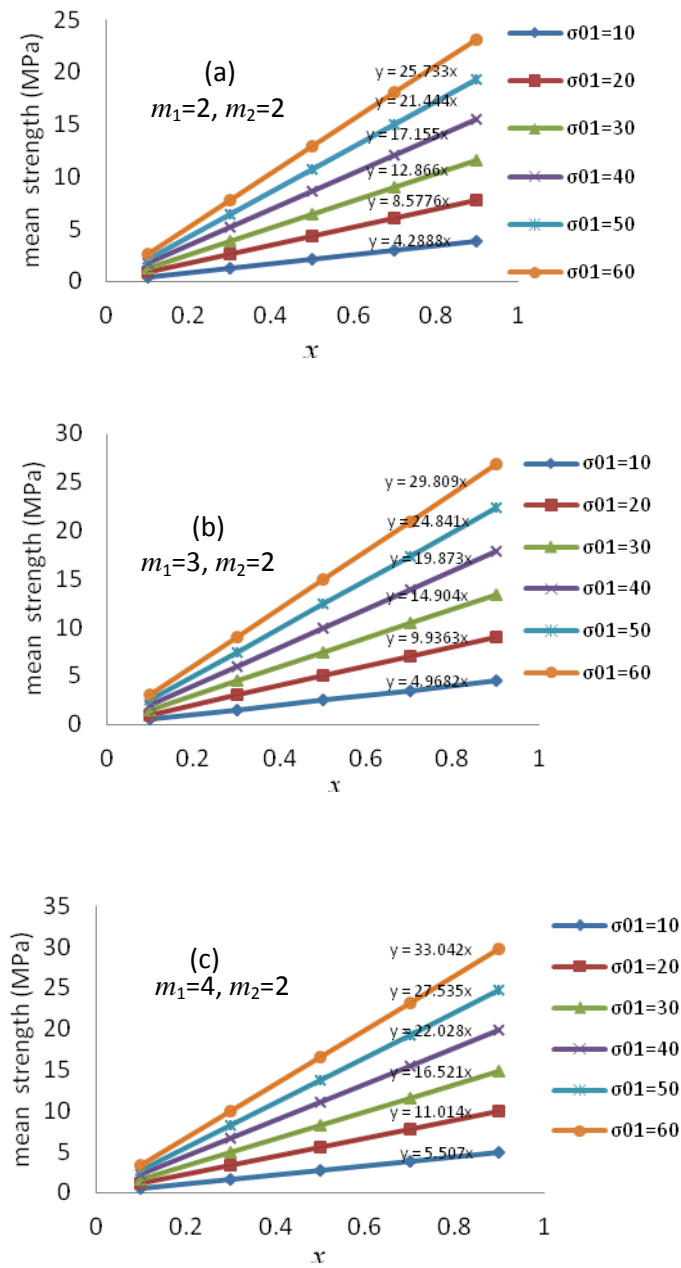 25
20
15
10
5
0
mean strength (MPa)
(a)
m₁=2, m₂=2
y = 25.733x
y = 21.444x
y = 17.155x
y = 12.866x
y = 8.5776x
y = 4.2888x
0 0.2 0.4 0.6 0.8 1
x
σ01=10
σ01=20
σ01=30
σ01=40
σ01=50
σ01=60
30
25
20
15
10
5
0
mean strength (MPa)
(b)
m₁=3, m₂=2
y = 29.809x
y = 24.841x
y = 19.873x
y = 14.904x
y = 9.9363x
y = 4.9682x
0 0.2 0.4 0.6 0.8 1
x
σ01=10
σ01=20
σ01=30
σ01=40
σ01=50
σ01=60
35
30
25
20
15
10
5
0
mean strength (MPa)
(c)
m₁=4, m₂=2
y = 33.042x
y = 27.535x
y = 22.028x
y = 16.521x
y = 11.014x
y = 5.507x
0 0.2 0.4 0.6 0.8 1
x
σ01=10
σ01=20
σ01=30
σ01=40
σ01=50
σ01=60